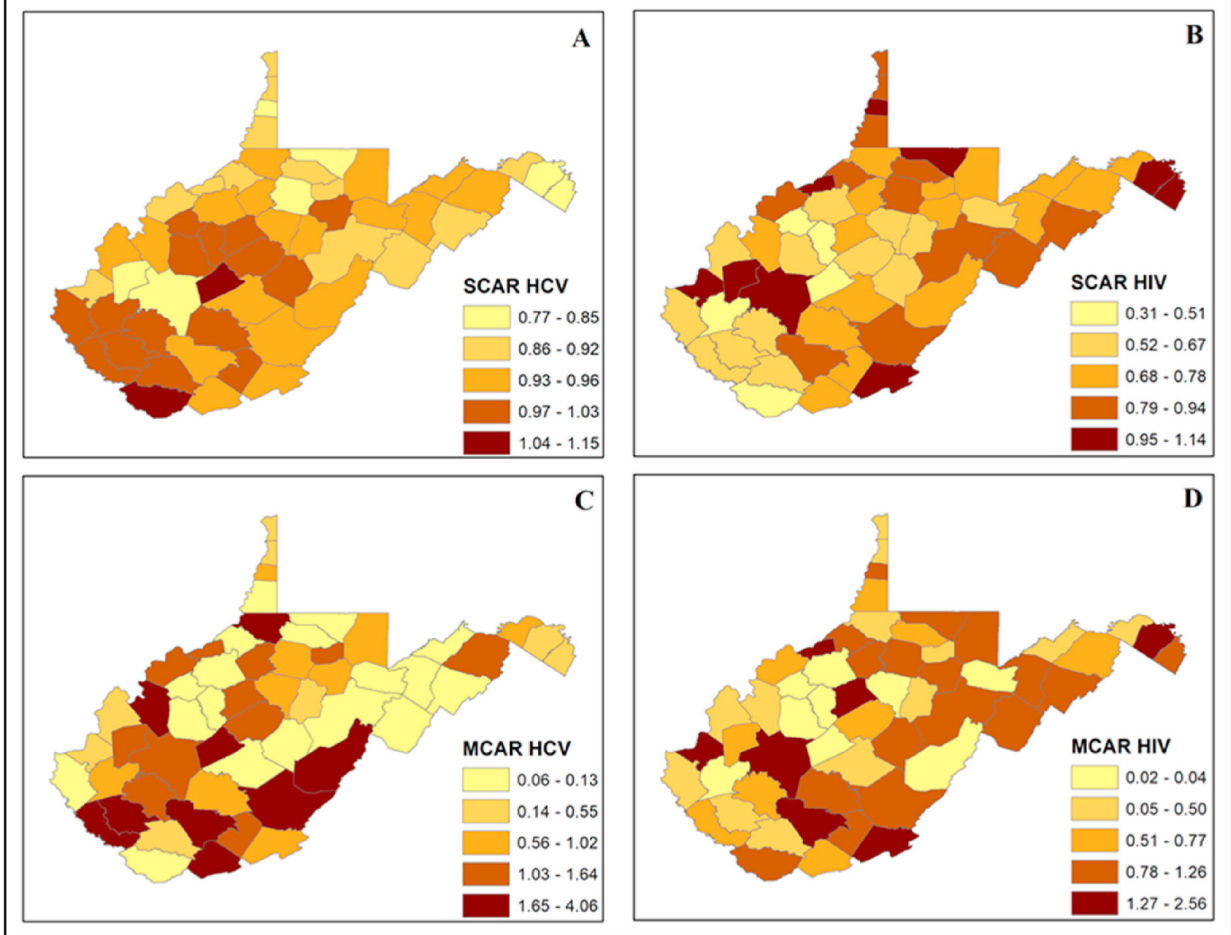 A
SCAR HCV
0.77 - 0.85
0.86 - 0.92
0.93 - 0.96
0.97 - 1.03
1.04 - 1.15
B
SCAR HIV
0.31 - 0.51
0.52 - 0.67
0.68 - 0.78
0.79 - 0.94
0.95 - 1.14
C
MCAR HCV
0.06 - 0.13
0.14 - 0.55
0.56 - 1.02
1.03 - 1.64
1.65 - 4.06
D
MCAR HIV
0.02 - 0.04
0.05 - 0.50
0.51 - 0.77
0.78 - 1.26
1.27 - 2.56